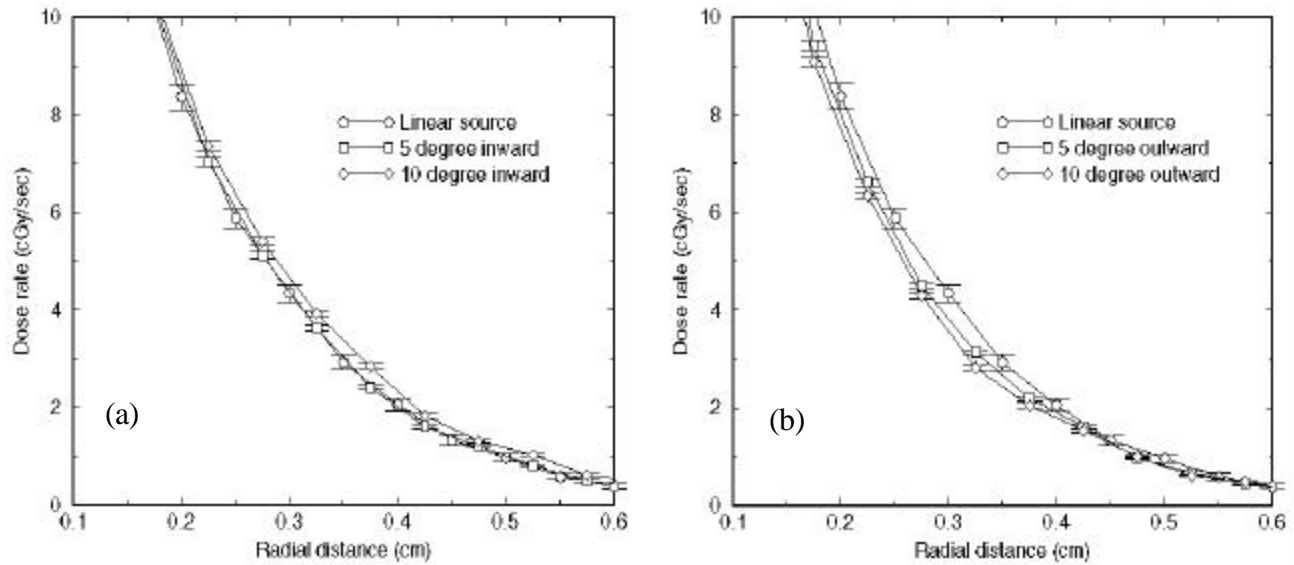 10
8
6
4
2
0
Dose rate (cGy/sec)
Linear source
5 degree inward
10 degree inward
(a)
0.1 0.2 0.3 0.4 0.5 0.6
Radial distance (cm)
10
8
6
4
2
0
Dose rate (cGy/sec)
Linear source
5 degree outward
10 degree outward
(b)
0.1 0.2 0.3 0.4 0.5 0.6
Radial distance (cm)